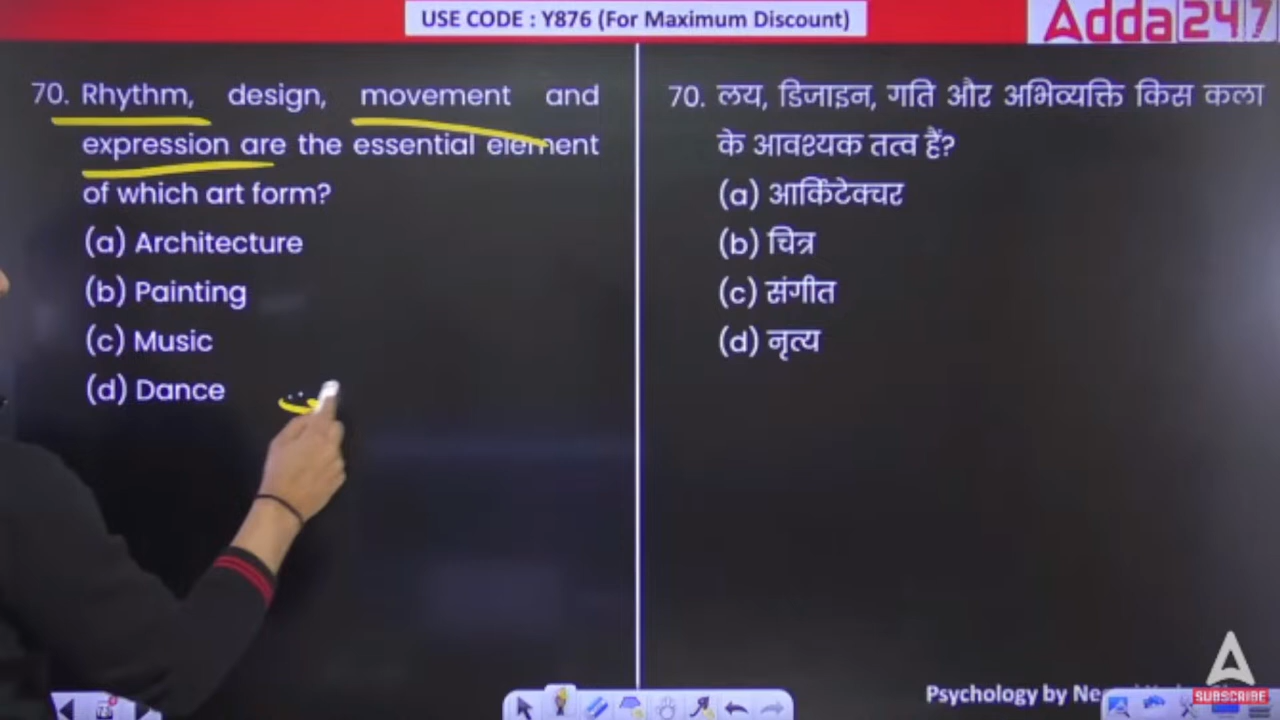 USE CODE : Y876 (For Maximum Discount)
Adda247
70. Rhythm, design, movement and
expression are the essential element
of which art form?
(a) Architecture
(b) Painting
(c) Music
(d) Dance
70. लय, डिजाइन, गति और अभिव्यक्ति किस कला
के आवश्यक तत्व हैं?
(a) आर्किटेक्चर
(b) चित्र
(c) संगीत
(d) नृत्य
Psychology by
SUBSCRIBE